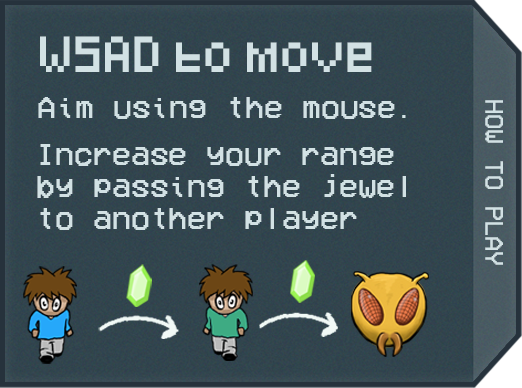 WSAD to move
Aim using the mouse.
Increase your range
by passing the jewel
to another player
HOW TO PLAY